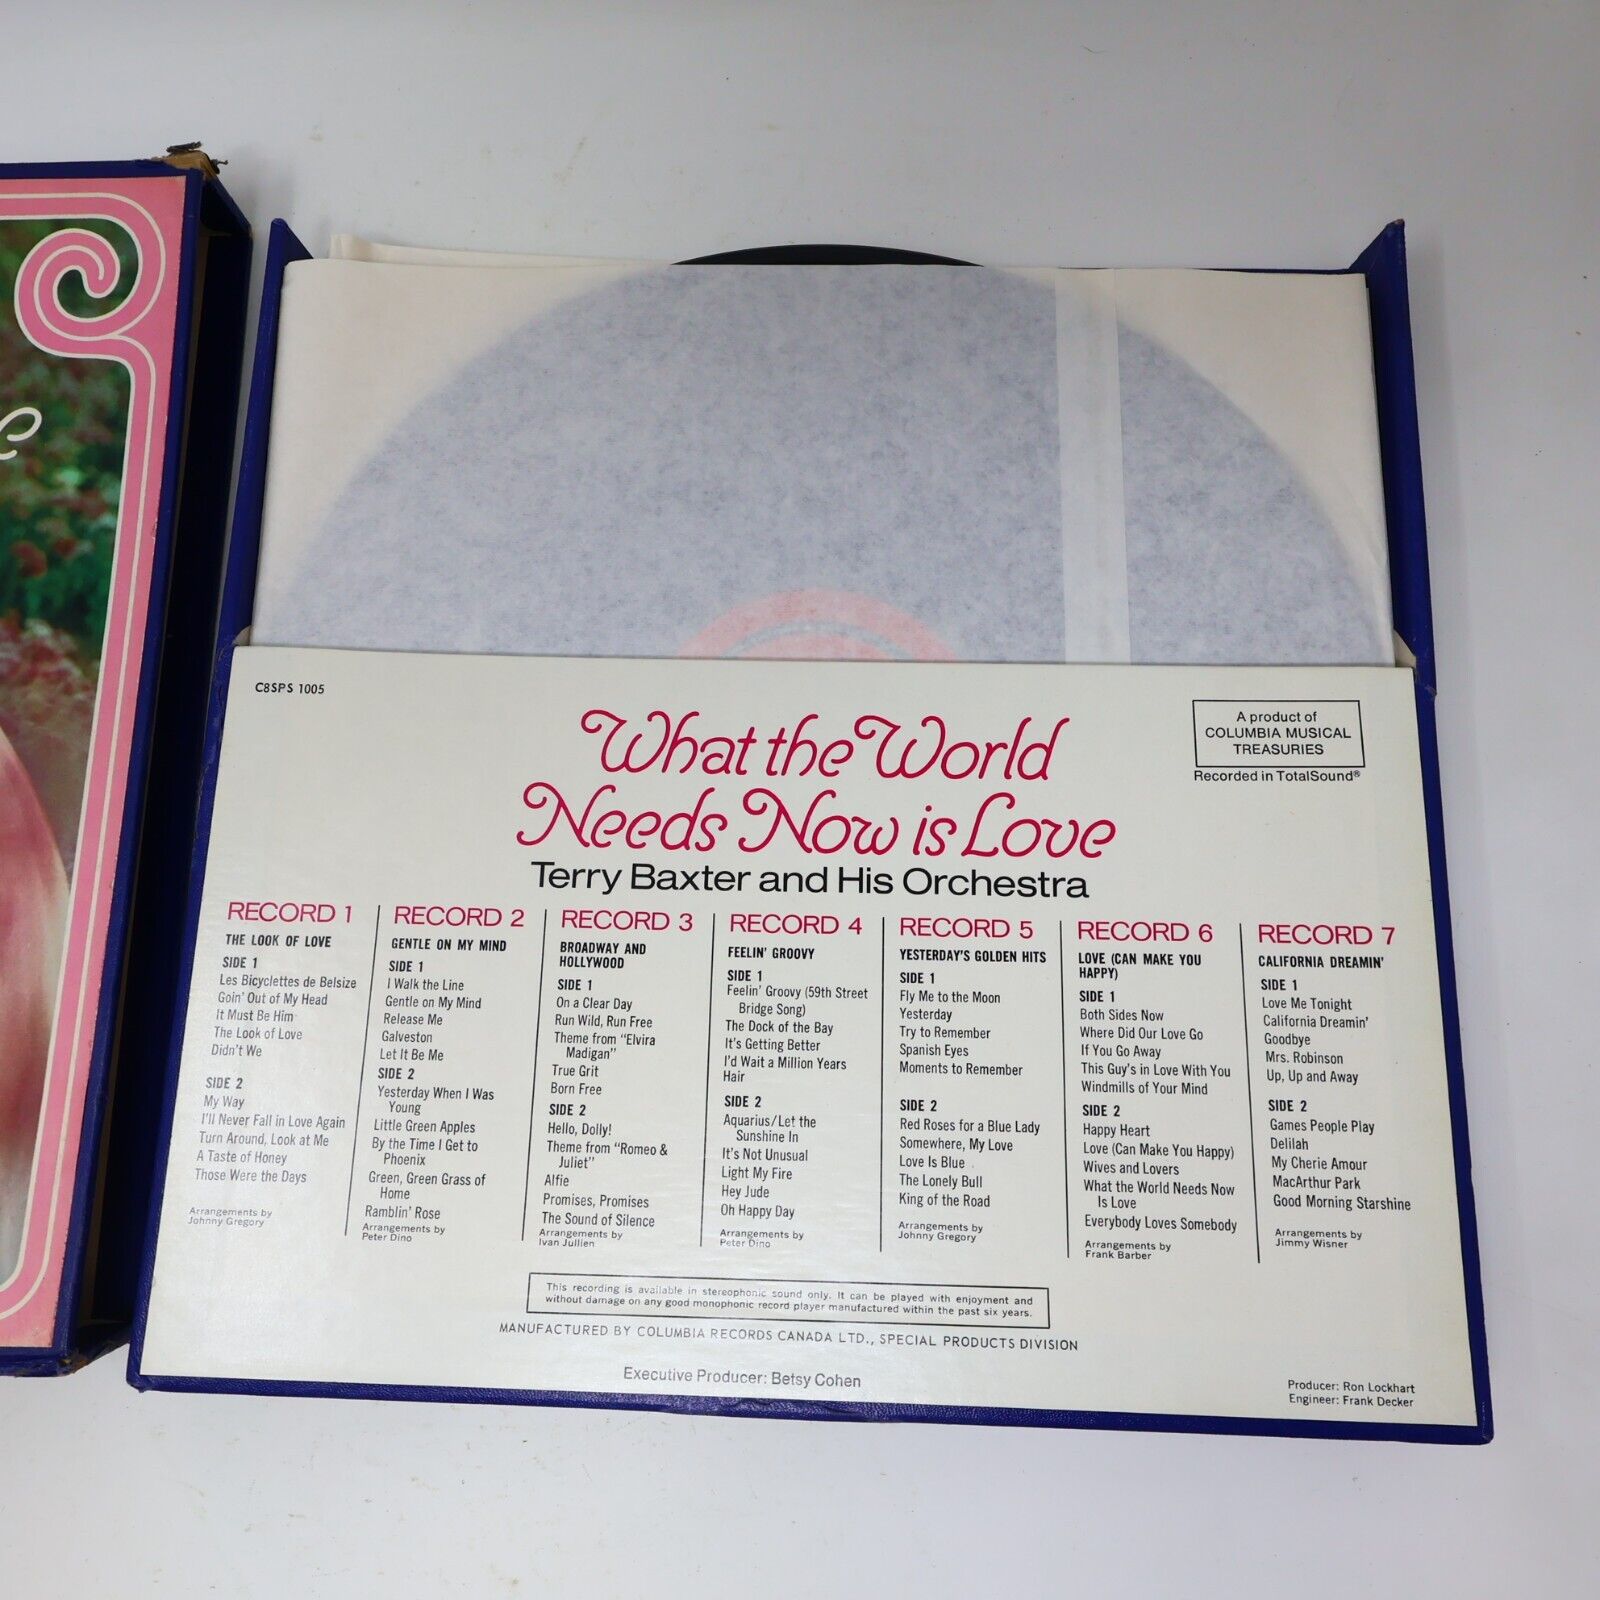 C8SPS 1005
A product of
COLUMBIA MUSICAL
TREASURIES
Recorded in TotalSound®
What the World
Needs Now is Love
Terry Baxter and His Orchestra
RECORD 1
THE LOOK OF LOVE
SIDE 1
Les Bicyclettes de Belsize
Goin' Out of My Head
It Must Be Him
The Look of Love
Didn't We
SIDE 2
My Way
I'll Never Fall in Love Again
Turn Around, Look at Me
A Taste of Honey
Those Were the Days
Arrangements by
Johnny Gregory
RECORD 2
GENTLE ON MY MIND
SIDE 1
I Walk the Line
Gentle on My Mind
Release Me
Galveston
Let It Be Me
SIDE 2
Yesterday When I Was
Young
Little Green Apples
By the Time I Get to
Phoenix
Green, Green Grass of
Home
Ramblin' Rose
Arrangements by
Peter Dino
RECORD 3
BROADWAY AND
HOLLYWOOD
SIDE 1
On a Clear Day
Run Wild, Run Free
Theme from "Elvira
Madigan"
True Grit
Born Free
SIDE 2
Hello, Dolly!
Theme from "Romeo &
Juliet"
Alfie
Promises, Promises
The Sound of Silence
Arrangements by
Ivan Jullien
RECORD 4
FEELIN' GROOVY
SIDE 1
Feelin' Groovy (59th Street
Bridge Song)
The Dock of the Bay
It's Getting Better
I'd Wait a Million Years
Hair
SIDE 2
Aquarius/Let the
Sunshine In
It's Not Unusual
Light My Fire
Hey Jude
Oh Happy Day
Arrangements by
Peter Dino
RECORD 5
YESTERDAY'S GOLDEN HITS
SIDE 1
Fly Me to the Moon
Yesterday
Try to Remember
Spanish Eyes
Moments to Remember
SIDE 2
Red Roses for a Blue Lady
Somewhere, My Love
Love Is Blue
The Lonely Bull
King of the Road
Arrangements by
Johnny Gregory
RECORD 6
LOVE (CAN MAKE YOU
HAPPY)
SIDE 1
Both Sides Now
Where Did Our Love Go
If You Go Away
This Guy's in Love With You
Windmills of Your Mind
SIDE 2
Happy Heart
Love (Can Make You Happy)
Wives and Lovers
What the World Needs Now
Is Love
Everybody Loves Somebody
Arrangements by
Frank Barber
RECORD 7
CALIFORNIA DREAMIN'
SIDE 1
Love Me Tonight
California Dreamin'
Goodbye
Mrs. Robinson
Up, Up and Away
SIDE 2
Games People Play
Delilah
My Cherie Amour
MacArthur Park
Good Morning Starshine
Arrangements by
Jimmy Wisner
This recording is available in stereophonic sound only. It can be played with enjoyment and
without damage on any good monophonic record player manufactured within the past six years.
MANUFACTURED BY COLUMBIA RECORDS CANADA LTD., SPECIAL PRODUCTS DIVISION
Executive Producer: Betsy Cohen
Producer: Ron Lockhart
Engineer: Frank Decker